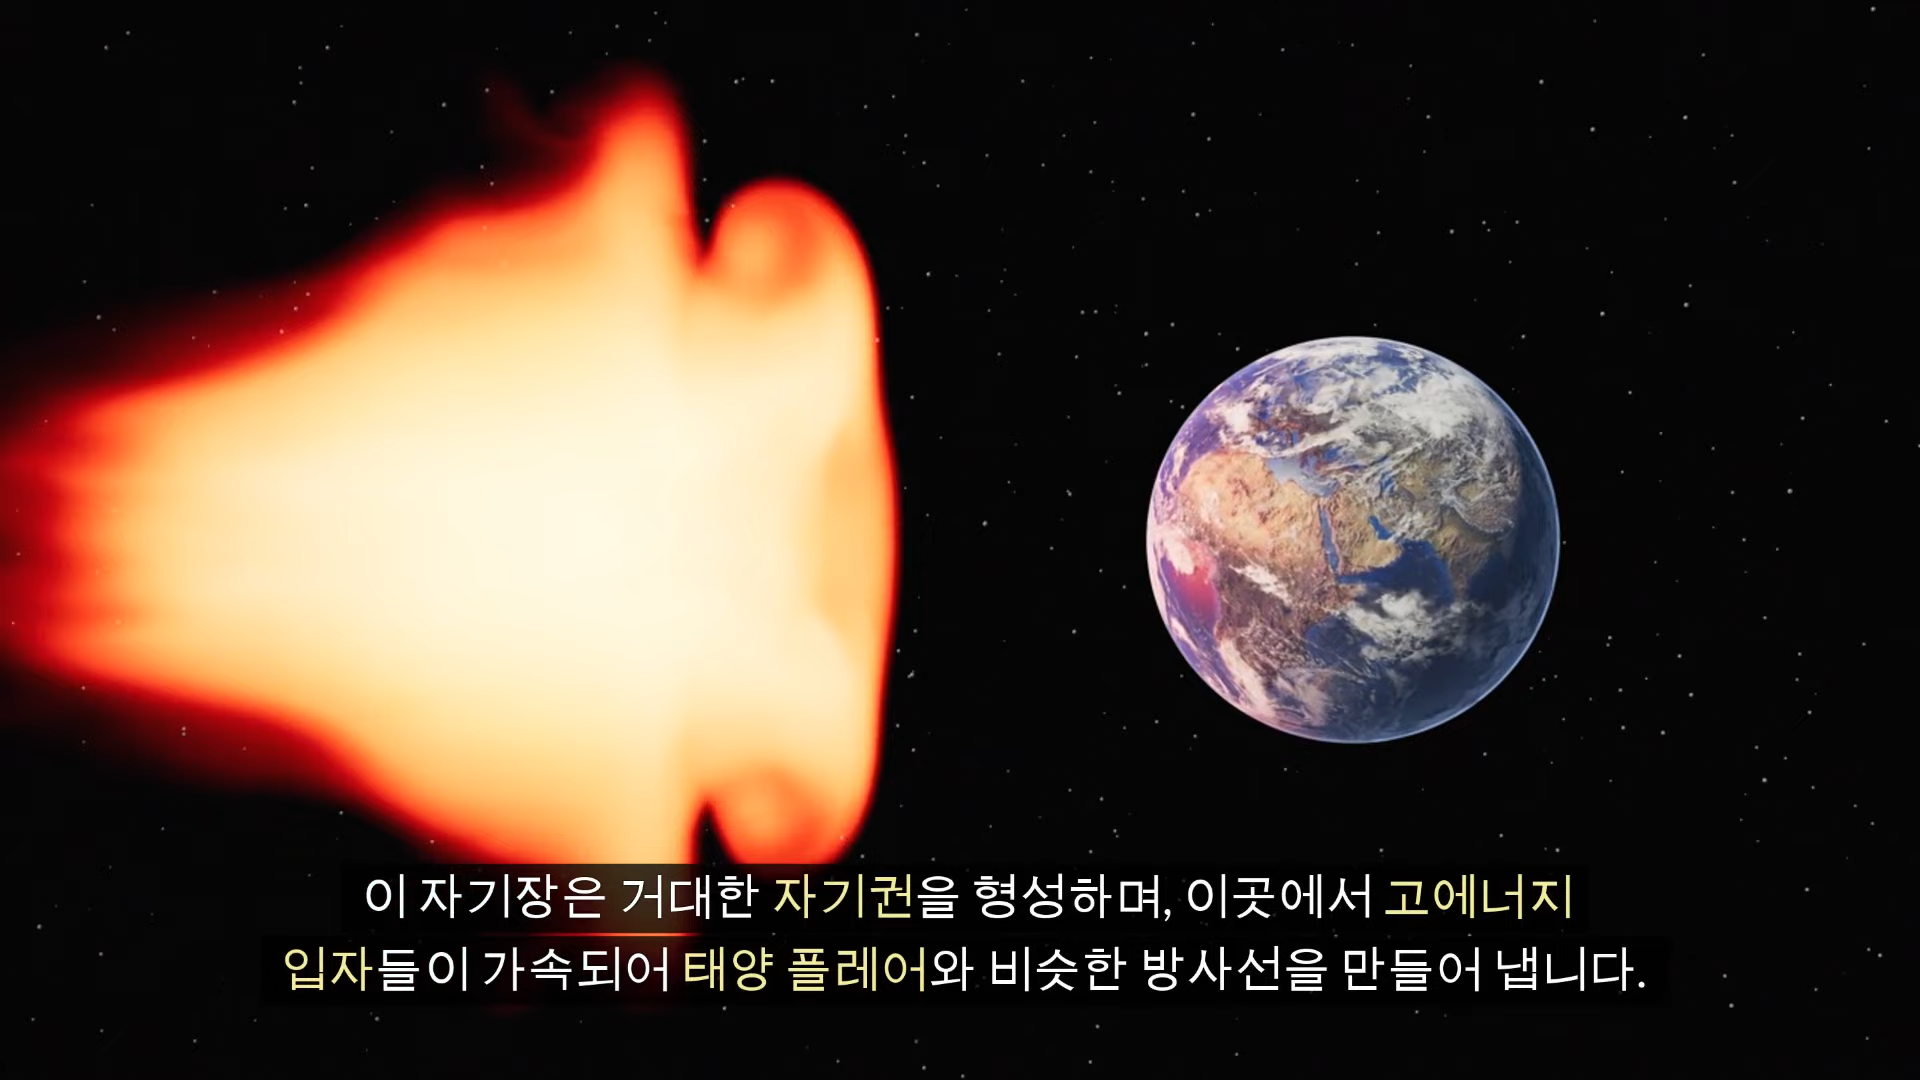 이 자기장은 거대한 자기권을 형성하며, 이곳에서 고에너지
입자들이 가속되어 태양 플레어와 비슷한 방사선을 만들어 냅니다.